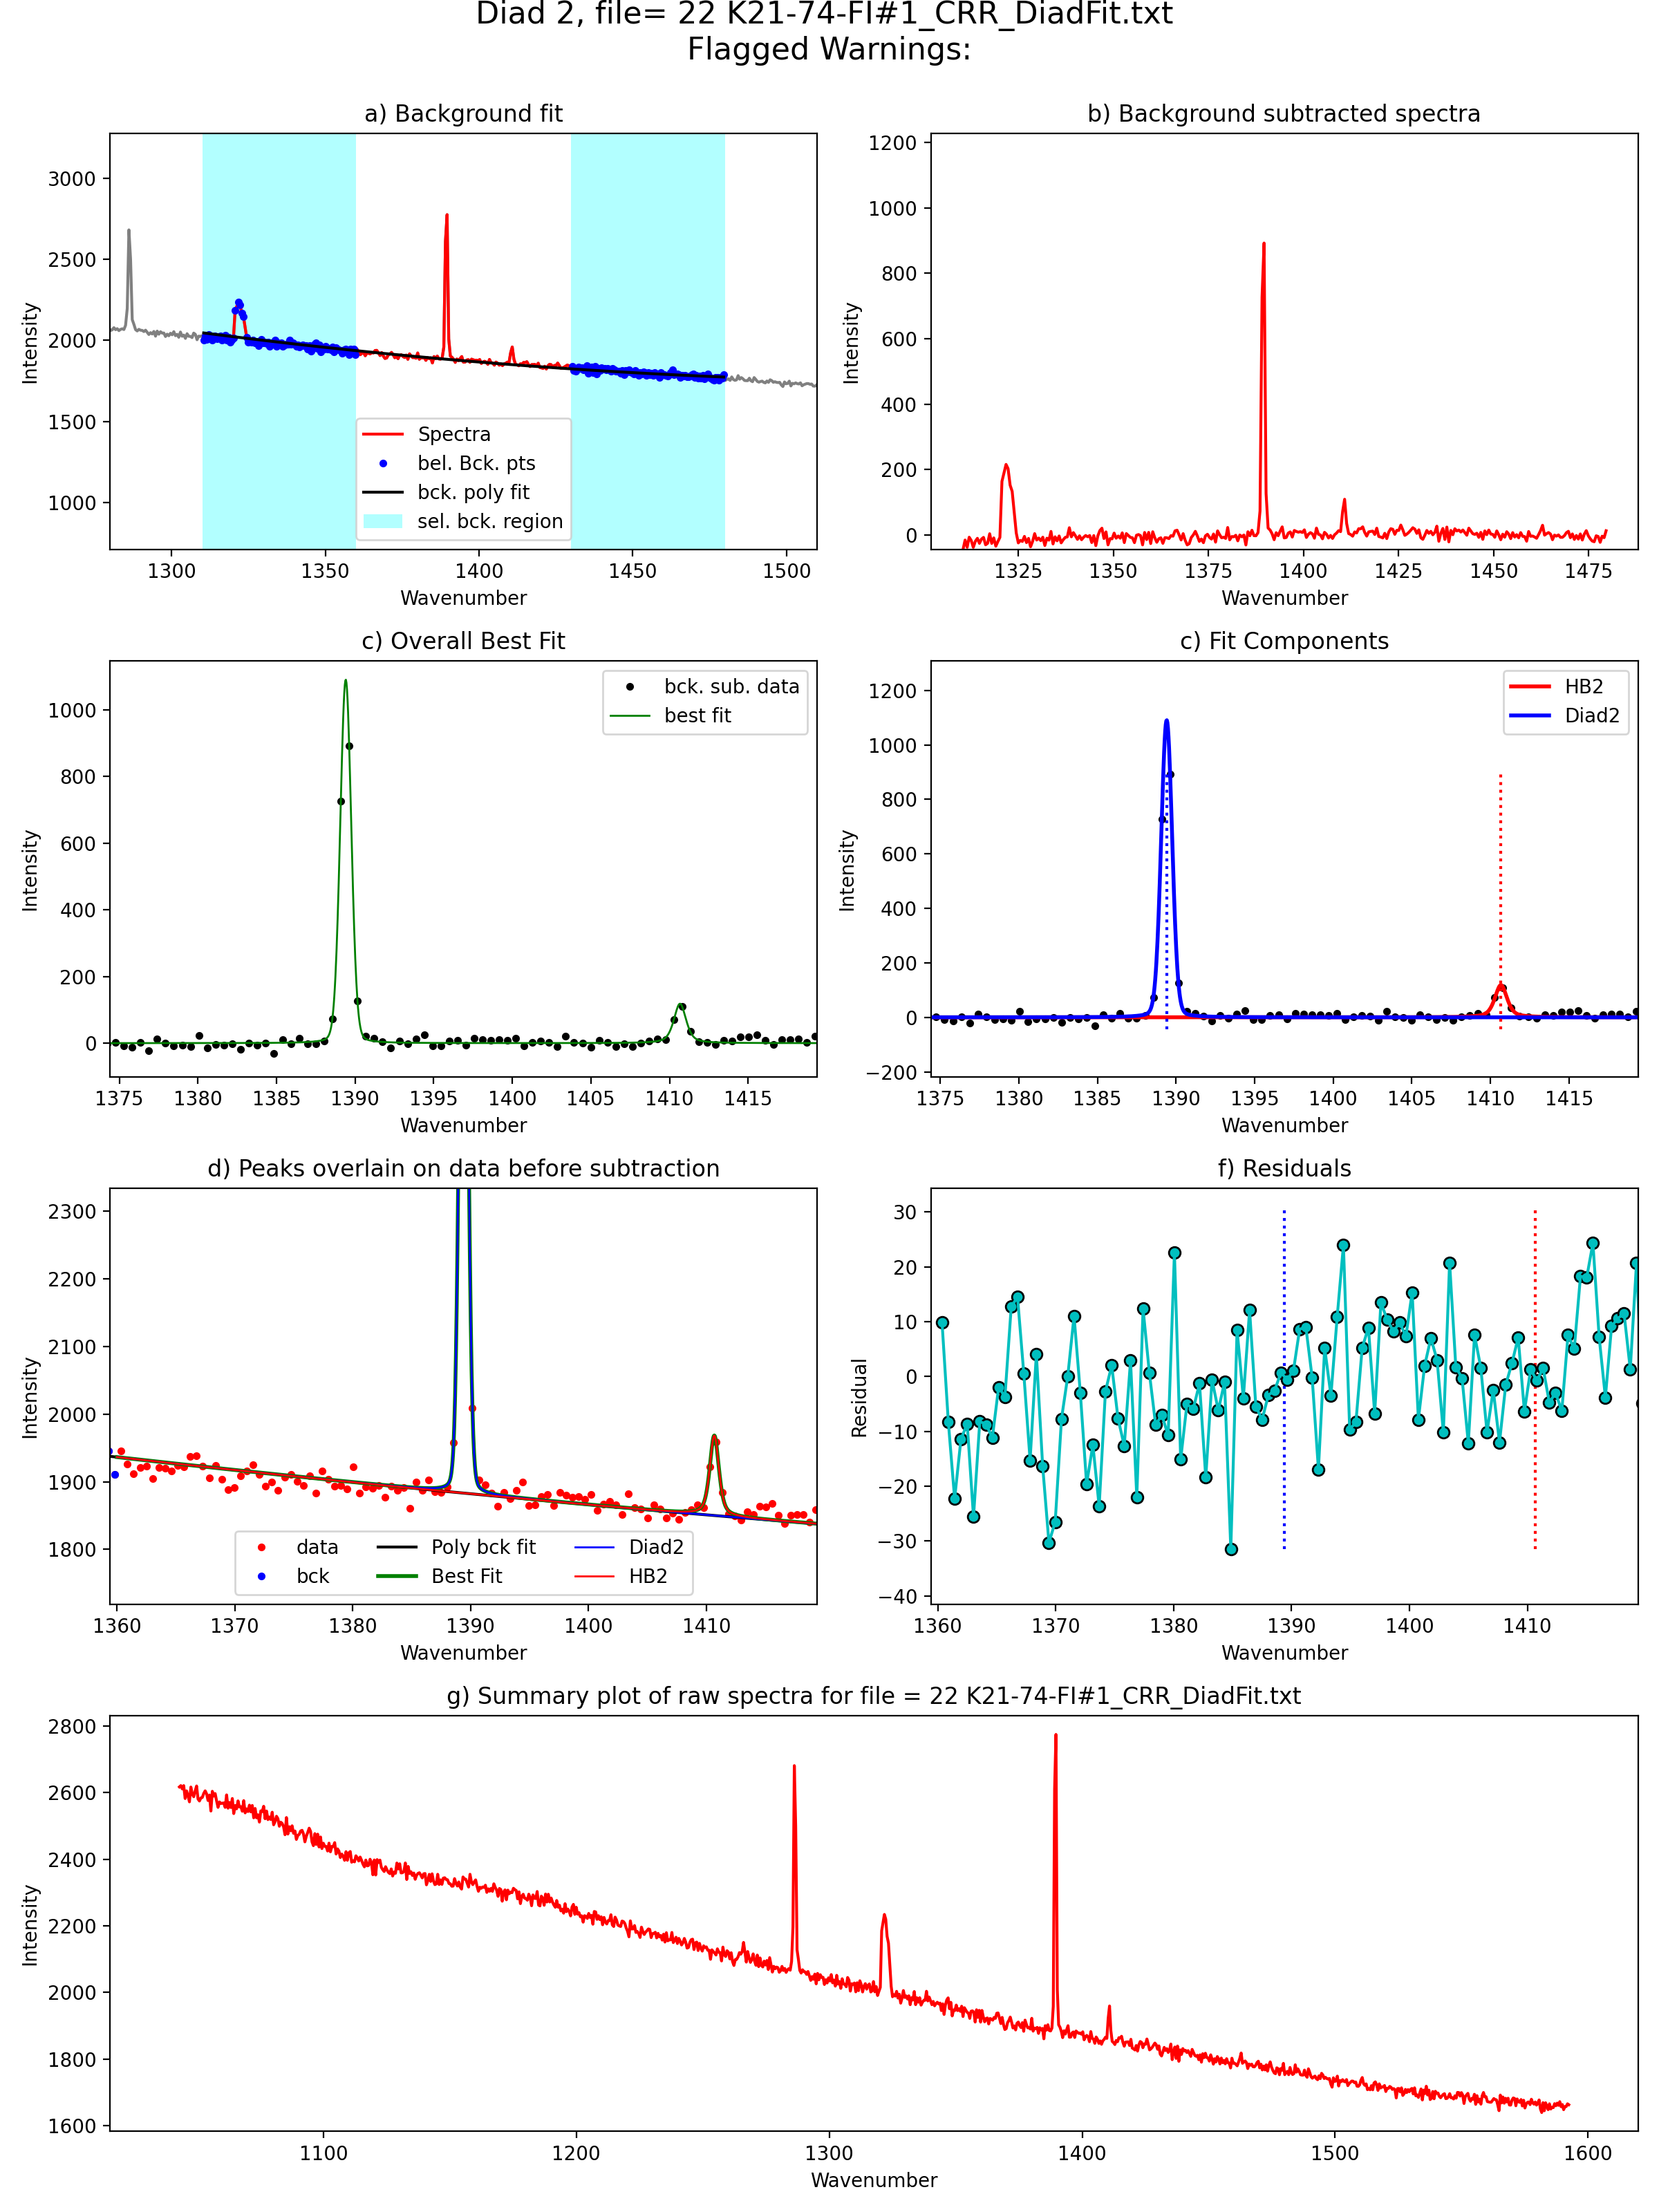 Diad 2, file= 22 K21-74-FI#1_CRR_DiadFit.txt
Flagged Warnings:
a) Background fit
Intensity
3000
2500
2000
1500
1000
Spectra
bel. Bck. pts
bck. poly fit
sel. bck. region
1300 1350 1400 1450 1500
Wavenumber
b) Background subtracted spectra
Intensity
1200
1000
800
600
400
200
0
1325 1350 1375 1400 1425 1450 1475
Wavenumber
c) Overall Best Fit
Intensity
1000
800
600
400
200
0
bck. sub. data
best fit
1375 1380 1385 1390 1395 1400 1405 1410 1415
Wavenumber
c) Fit Components
Intensity
1200
1000
800
600
400
200
0
−200
HB2
Diad2
1375 1380 1385 1390 1395 1400 1405 1410 1415
Wavenumber
d) Peaks overlain on data before subtraction
Intensity
2300
2200
2100
2000
1900
1800
data Poly bck fit Diad2
bck Best Fit HB2
1360 1370 1380 1390 1400 1410
Wavenumber
f) Residuals
Residual
30
20
10
0
−10
−20
−30
−40
1360 1370 1380 1390 1400 1410
Wavenumber
g) Summary plot of raw spectra for file = 22 K21-74-FI#1_CRR_DiadFit.txt
Intensity
2800
2600
2400
2200
2000
1800
1600
1100 1200 1300 1400 1500 1600
Wavenumber